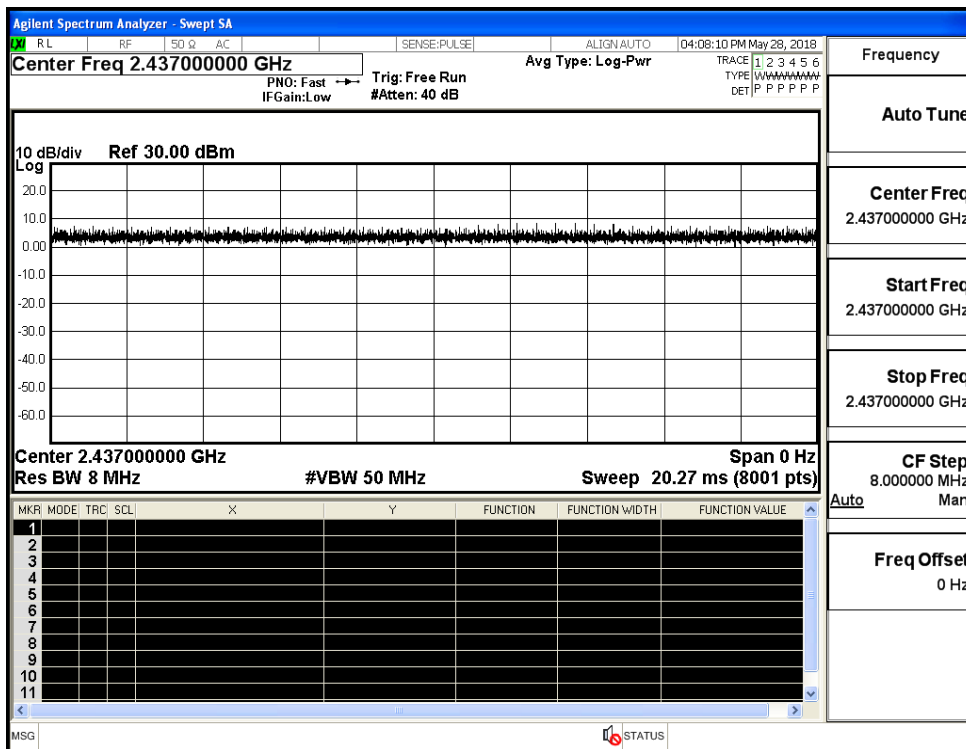 Agilent Spectrum Analyzer - Swept SA
LXI RL RF 50 Ω AC SENSE:PULSE ALIGN AUTO 04:08:10 PM May 28, 2018
Center Freq 2.437000000 GHz
PNO: Fast
IFGain:Low
Trig: Free Run
#Atten: 40 dB
Avg Type: Log-Pwr
TRACE 1 2 3 4 5 6
TYPE WWWWWW
DET P P P P P P
10 dB/div Ref 30.00 dBm
Log
20.0
10.0
0.00
-10.0
-20.0
-30.0
-40.0
-50.0
-60.0
Center 2.437000000 GHz Span 0 Hz
Res BW 8 MHz #VBW 50 MHz Sweep 20.27 ms (8001 pts)
MKR MODE TRC SCL X Y FUNCTION FUNCTION WIDTH FUNCTION VALUE
1
2
3
4
5
6
7
8
9
10
11
MSG STATUS
Frequency
Auto Tune
Center Freq
2.437000000 GHz
Start Freq
2.437000000 GHz
Stop Freq
2.437000000 GHz
CF Step
8.000000 MHz
Auto Man
Freq Offset
0 Hz